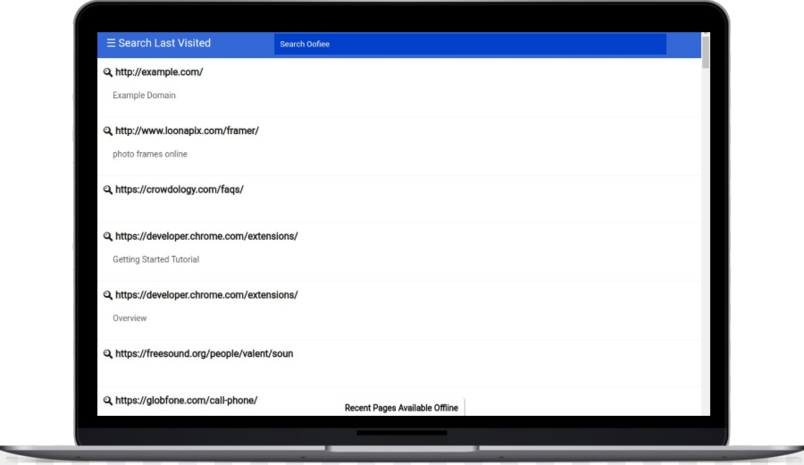 ☰ Search Last Visited
Search Oofiee
http://example.com/
Example Domain
http://www.loonapix.com/framer/
photo frames online
https://crowdology.com/faqs/
https://developer.chrome.com/extensions/
Getting Started Tutorial
https://developer.chrome.com/extensions/
Overview
https://freesound.org/people/valent/soun
https://globfone.com/call-phone/
Recent Pages Available Offline